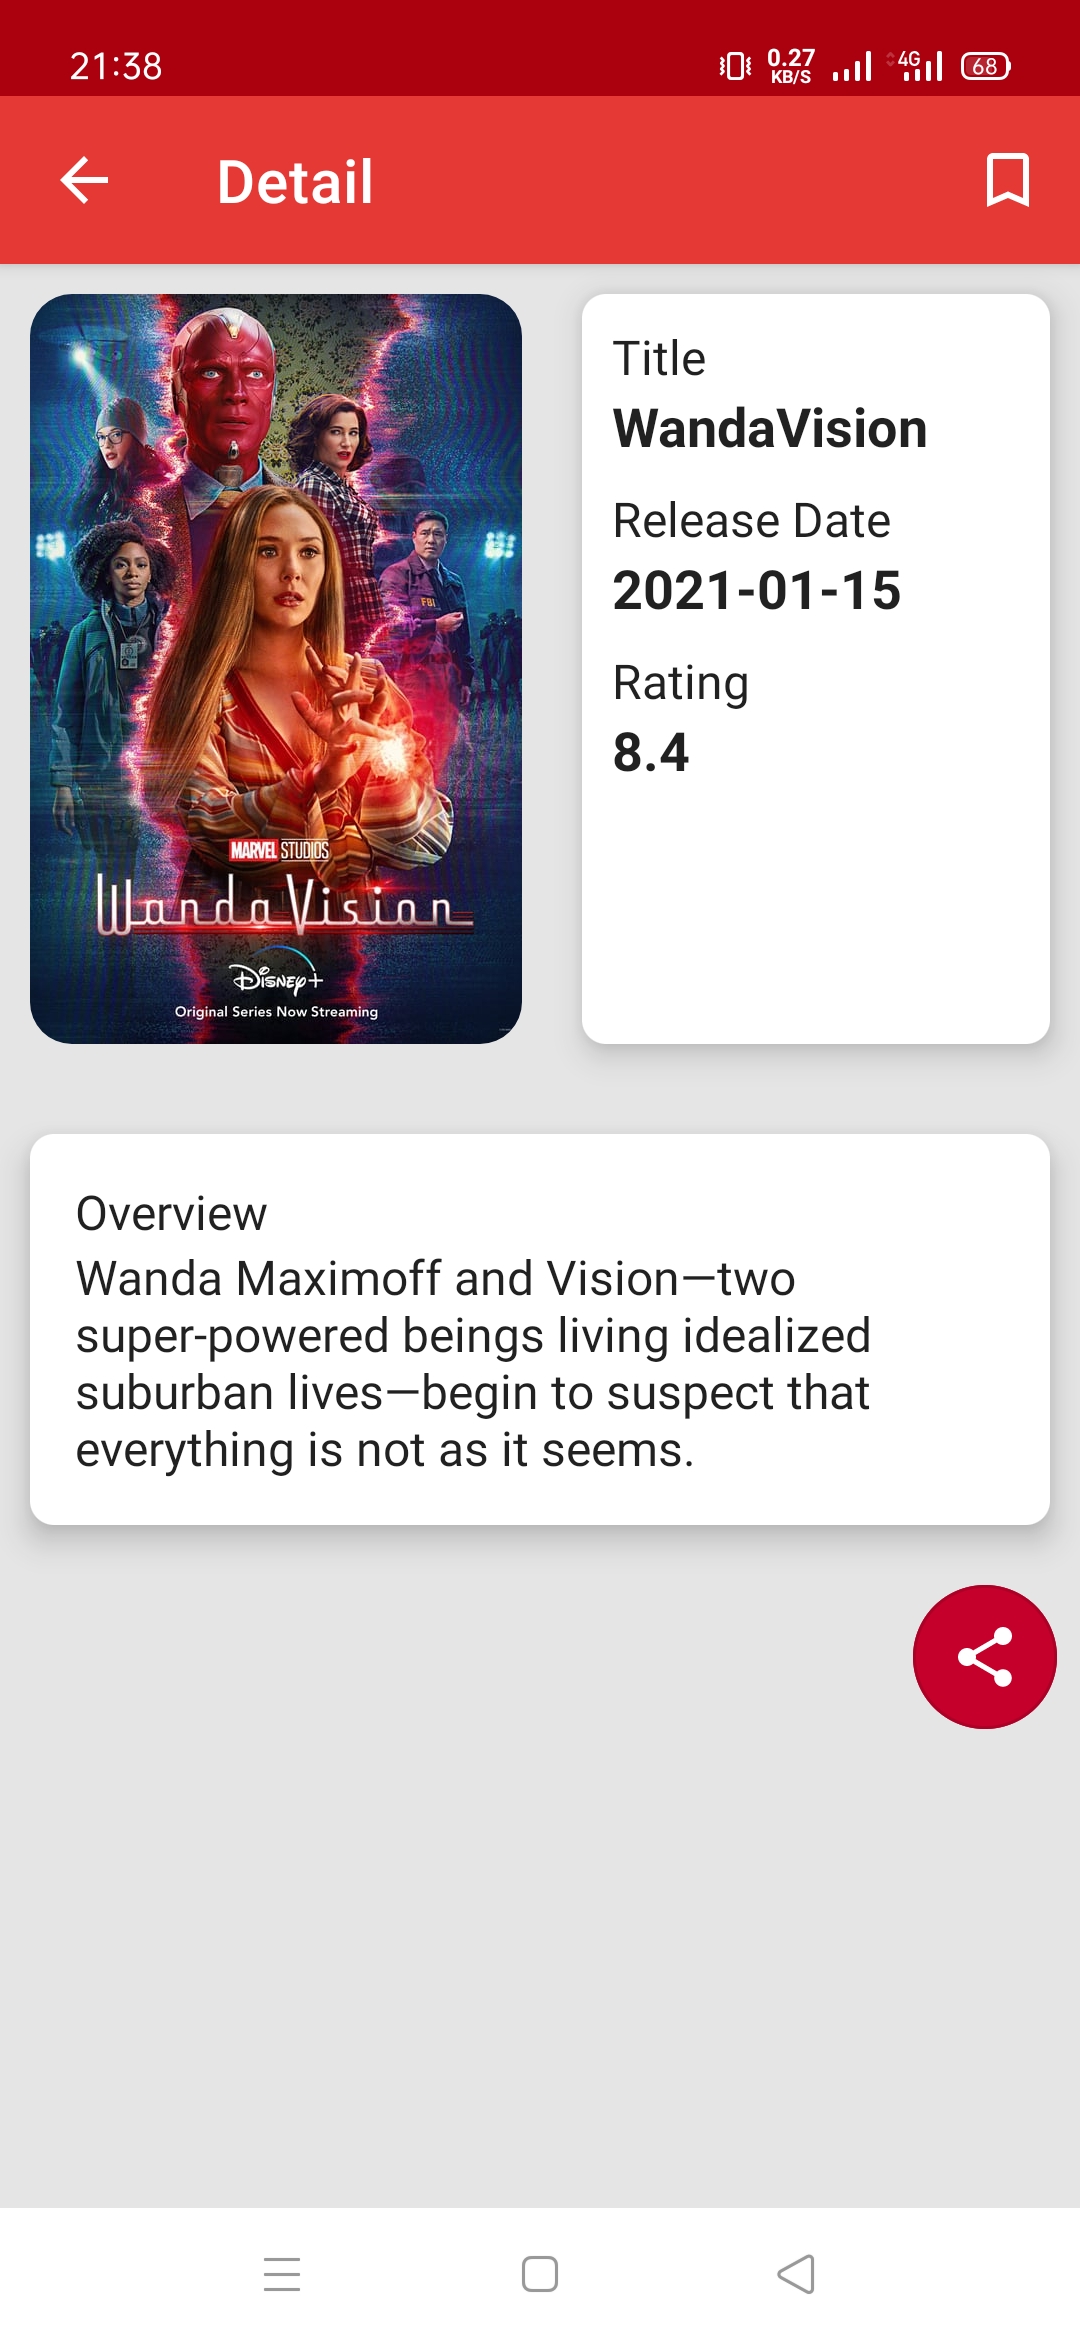 21:38
0.27
KB/S
4G
68
Detail
FBI
MARVEL STUDIOS
WandaVision
Disney+
Original Series Now Streaming
Title
WandaVision
Release Date
2021-01-15
Rating
8.4
Overview
Wanda Maximoff and Vision—two
super-powered beings living idealized
suburban lives—begin to suspect that
everything is not as it seems.